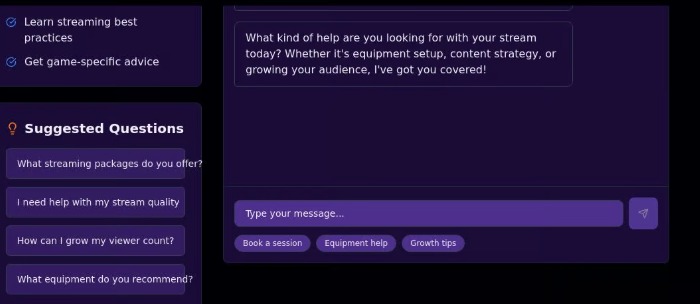 Learn streaming best
practices
Get game-specific advice
Suggested Questions
What streaming packages do you offer?
I need help with my stream quality
How can I grow my viewer count?
What equipment do you recommend?
What kind of help are you looking for with your stream
today? Whether it's equipment setup, content strategy, or
growing your audience, I've got you covered!
Type your message...
Book a session
Equipment help
Growth tips